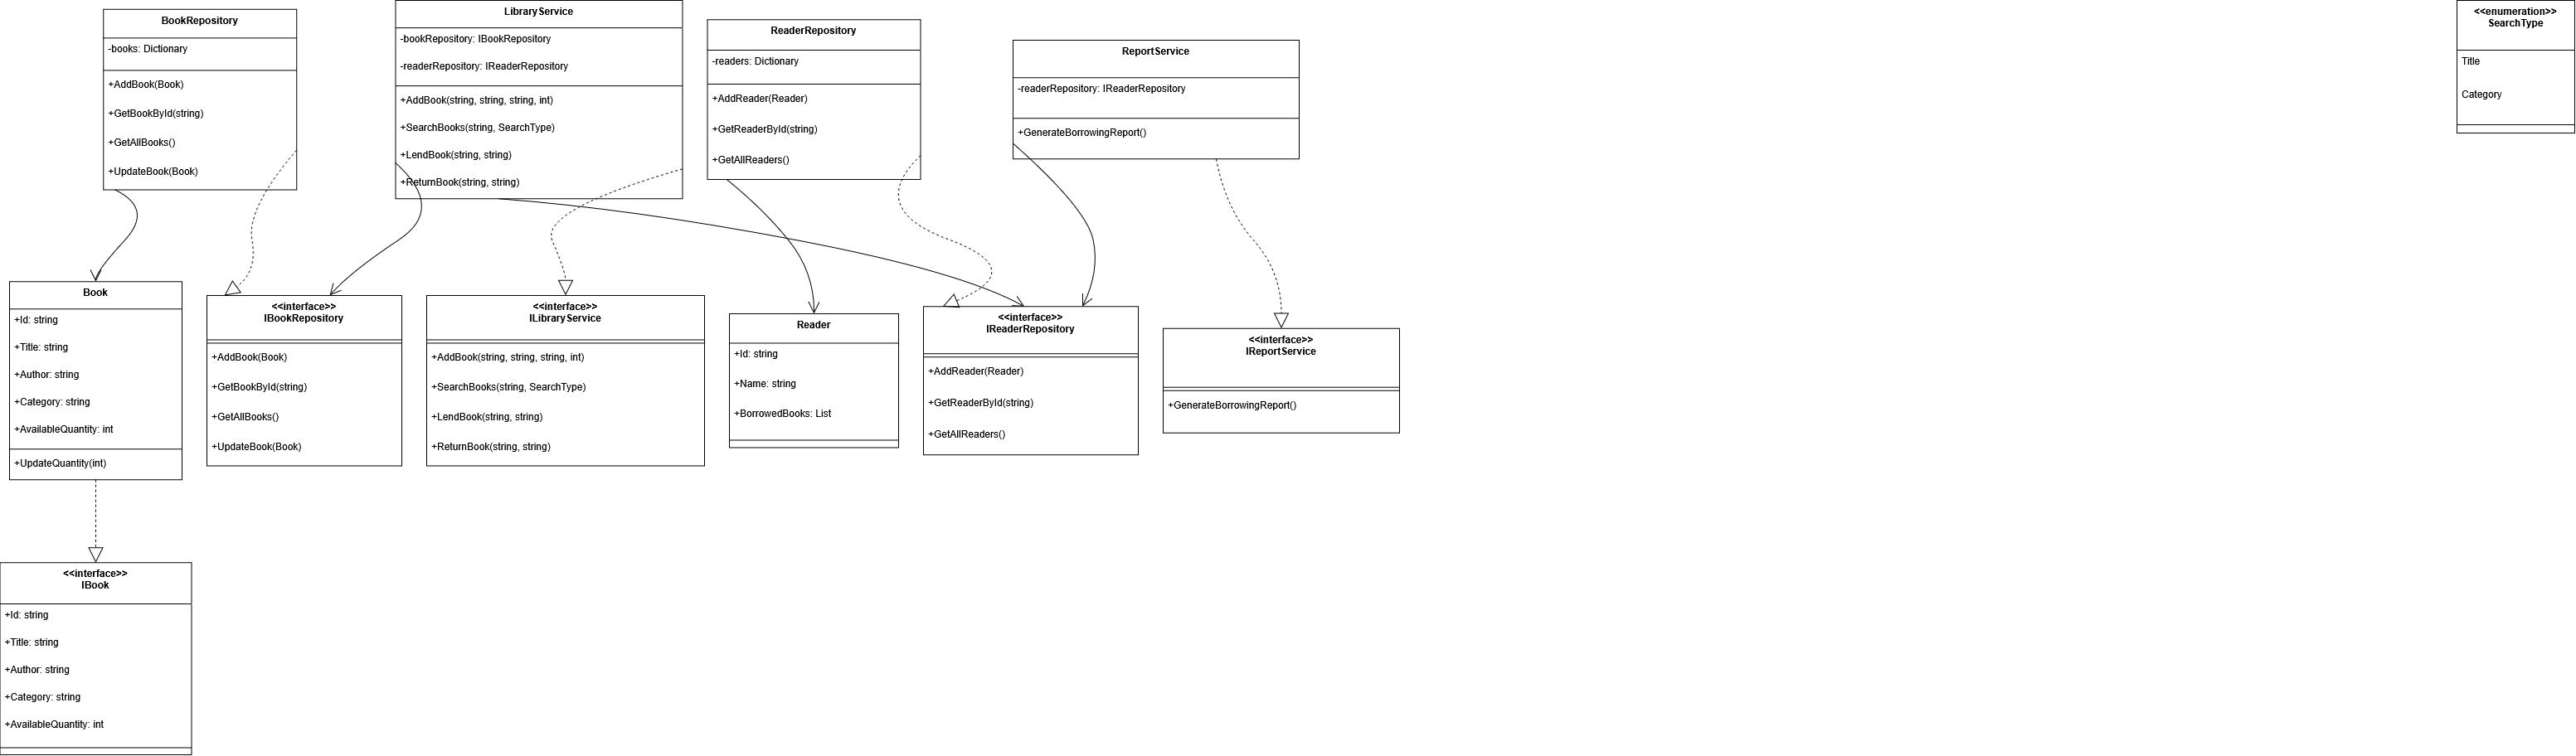 BookRepository
-books: Dictionary
+AddBook(Book)
+GetBookById(string)
+GetAllBooks()
+UpdateBook(Book)
LibraryService
-bookRepository: IBookRepository
-readerRepository: IReaderRepository
+AddBook(string, string, string, int)
+SearchBooks(string, SearchType)
+LendBook(string, string)
+ReturnBook(string, string)
ReaderRepository
-readers: Dictionary
+AddReader(Reader)
+GetReaderById(string)
+GetAllReaders()
ReportService
-readerRepository: IReaderRepository
+GenerateBorrowingReport()
<<enumeration>>
SearchType
Title
Category
Book
+Id: string
+Title: string
+Author: string
+Category: string
+AvailableQuantity: int
+UpdateQuantity(int)
<<interface>>
IBookRepository
+AddBook(Book)
+GetBookById(string)
+GetAllBooks()
+UpdateBook(Book)
<<interface>>
ILibraryService
+AddBook(string, string, string, int)
+SearchBooks(string, SearchType)
+LendBook(string, string)
+ReturnBook(string, string)
Reader
+Id: string
+Name: string
+BorrowedBooks: List
<<interface>>
IReaderRepository
+AddReader(Reader)
+GetReaderById(string)
+GetAllReaders()
<<interface>>
IReportService
+GenerateBorrowingReport()
<<interface>>
IBook
+Id: string
+Title: string
+Author: string
+Category: string
+AvailableQuantity: int